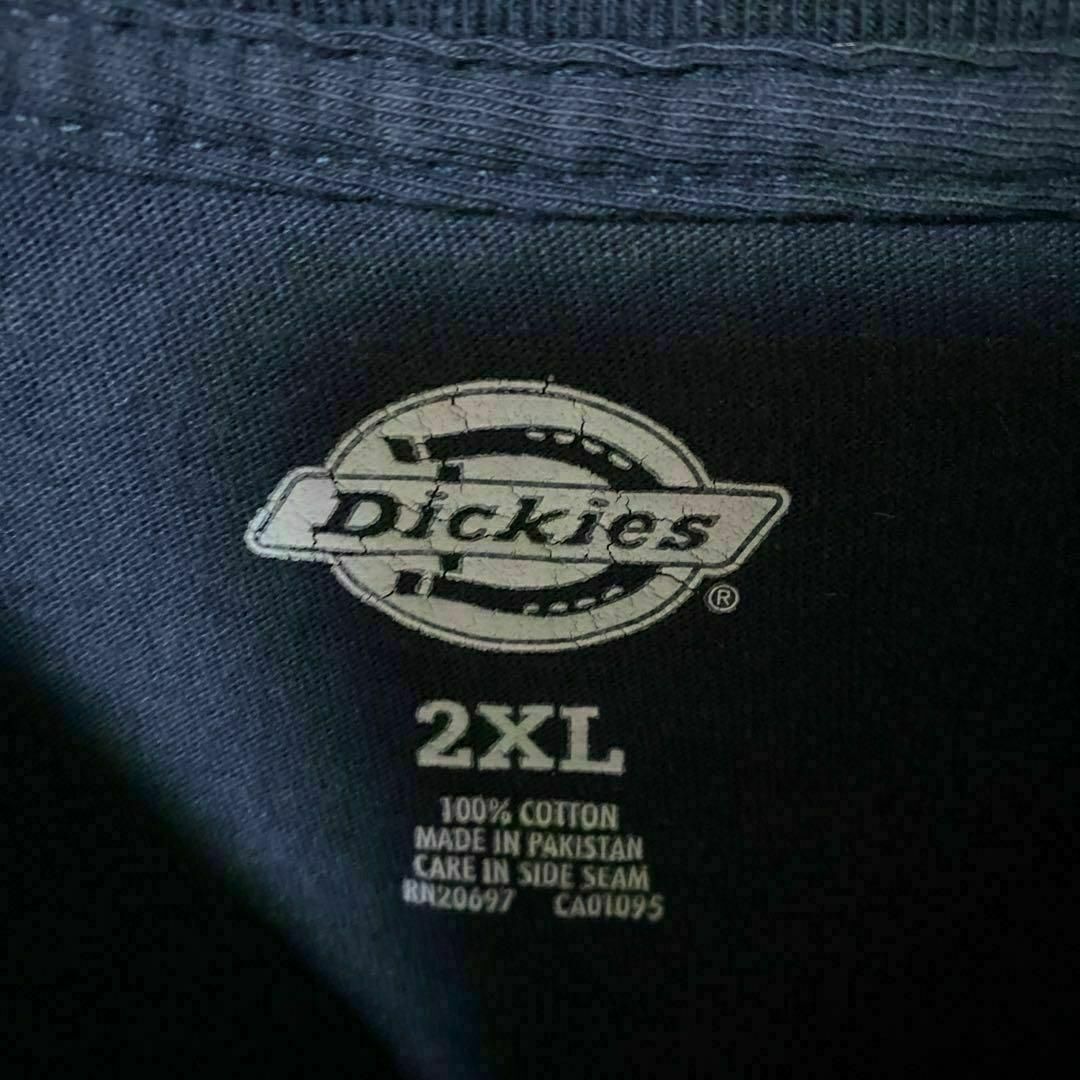 Dickies
®
2XL
100% COTTON
MADE IN PAKISTAN
CARE IN SIDE SEAM
RN20697 CA01095